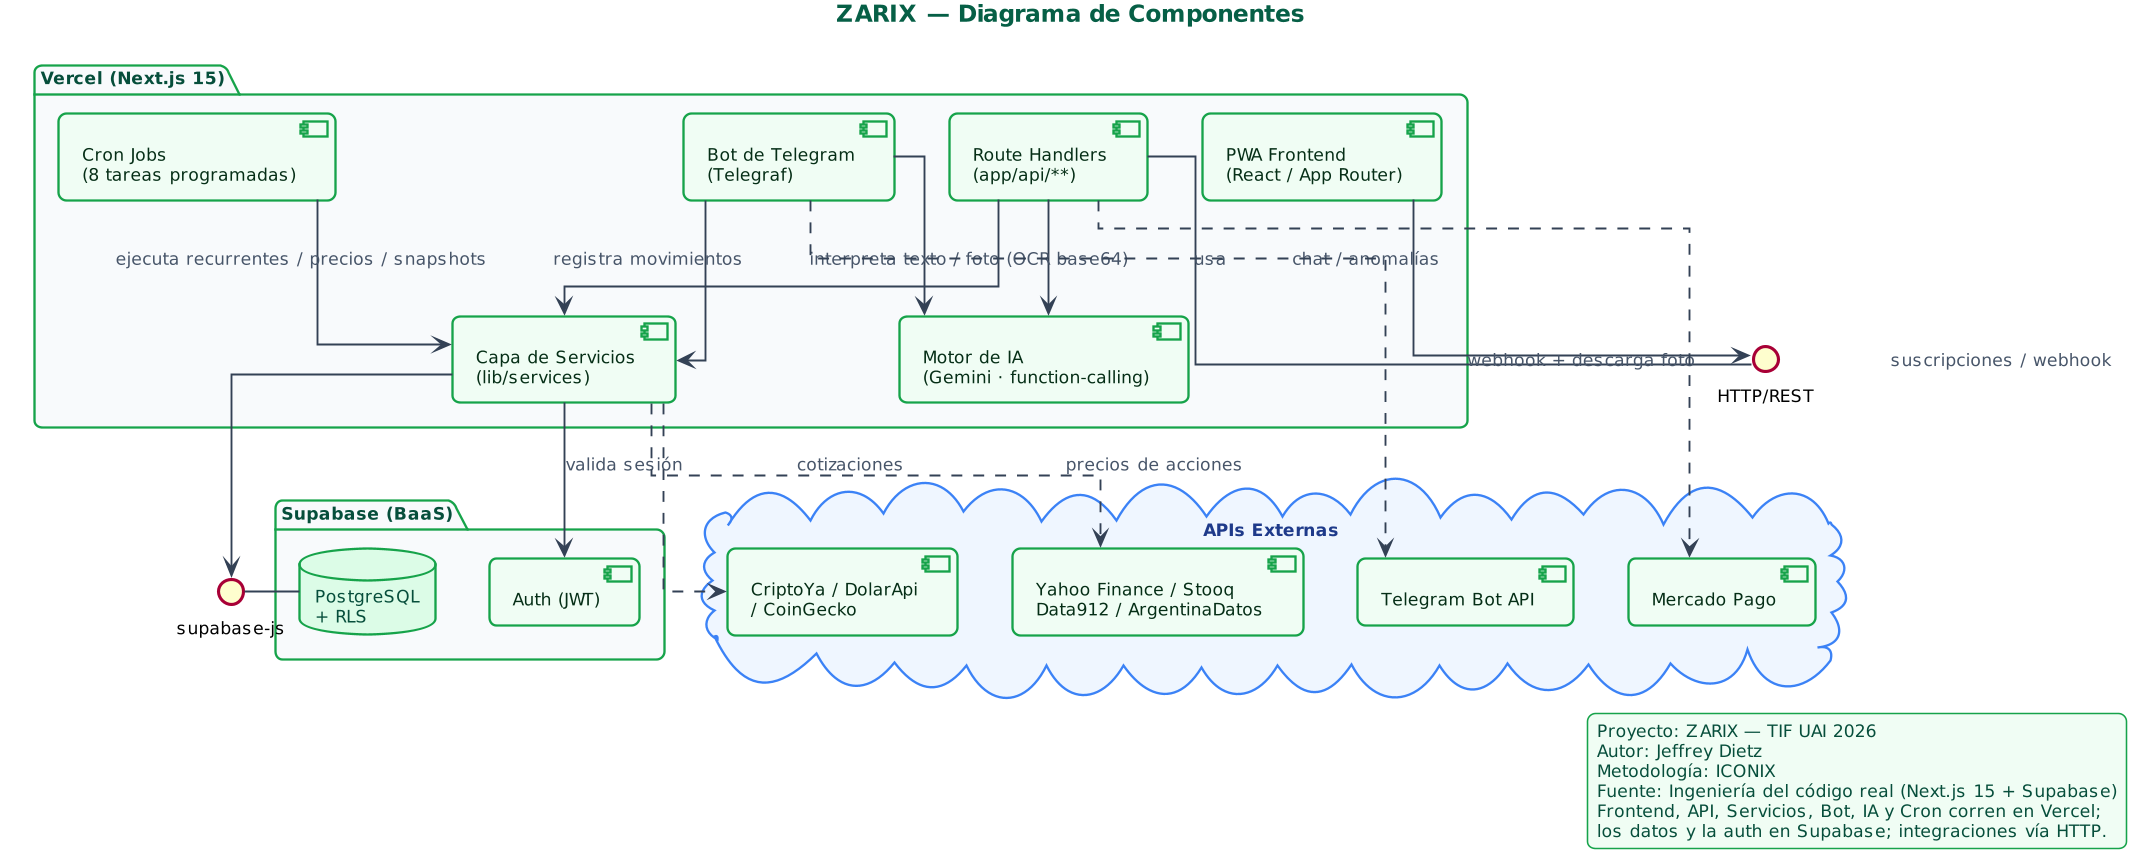 ZARIX — Diagrama de Componentes
Vercel (Next.js 15)
Cron Jobs
(8 tareas programadas)
Bot de Telegram
(Telegraf)
Route Handlers
(app/api/**)
PWA Frontend
(React / App Router)
ejecuta recurrentes / precios / snapshots
registra movimientos
interpreta texto / foto (OCR base64)
usa
chat / anomalías
Capa de Servicios
(lib/services)
Motor de IA
(Gemini · function-calling)
webhook + descarga foto
suscripciones / webhook
HTTP/REST
valida sesión
cotizaciones
precios de acciones
Supabase (BaaS)
PostgreSQL
+ RLS
Auth (JWT)
supabase-js
APIs Externas
CriptoYa / DolarApi
/ CoinGecko
Yahoo Finance / Stooq
Data912 / ArgentinaDatos
Telegram Bot API
Mercado Pago
Proyecto: ZARIX — TIF UAI 2026
Autor: Jeffrey Dietz
Metodología: ICONIX
Fuente: Ingeniería del código real (Next.js 15 + Supabase)
Frontend, API, Servicios, Bot, IA y Cron corren en Vercel;
los datos y la auth en Supabase; integraciones vía HTTP.